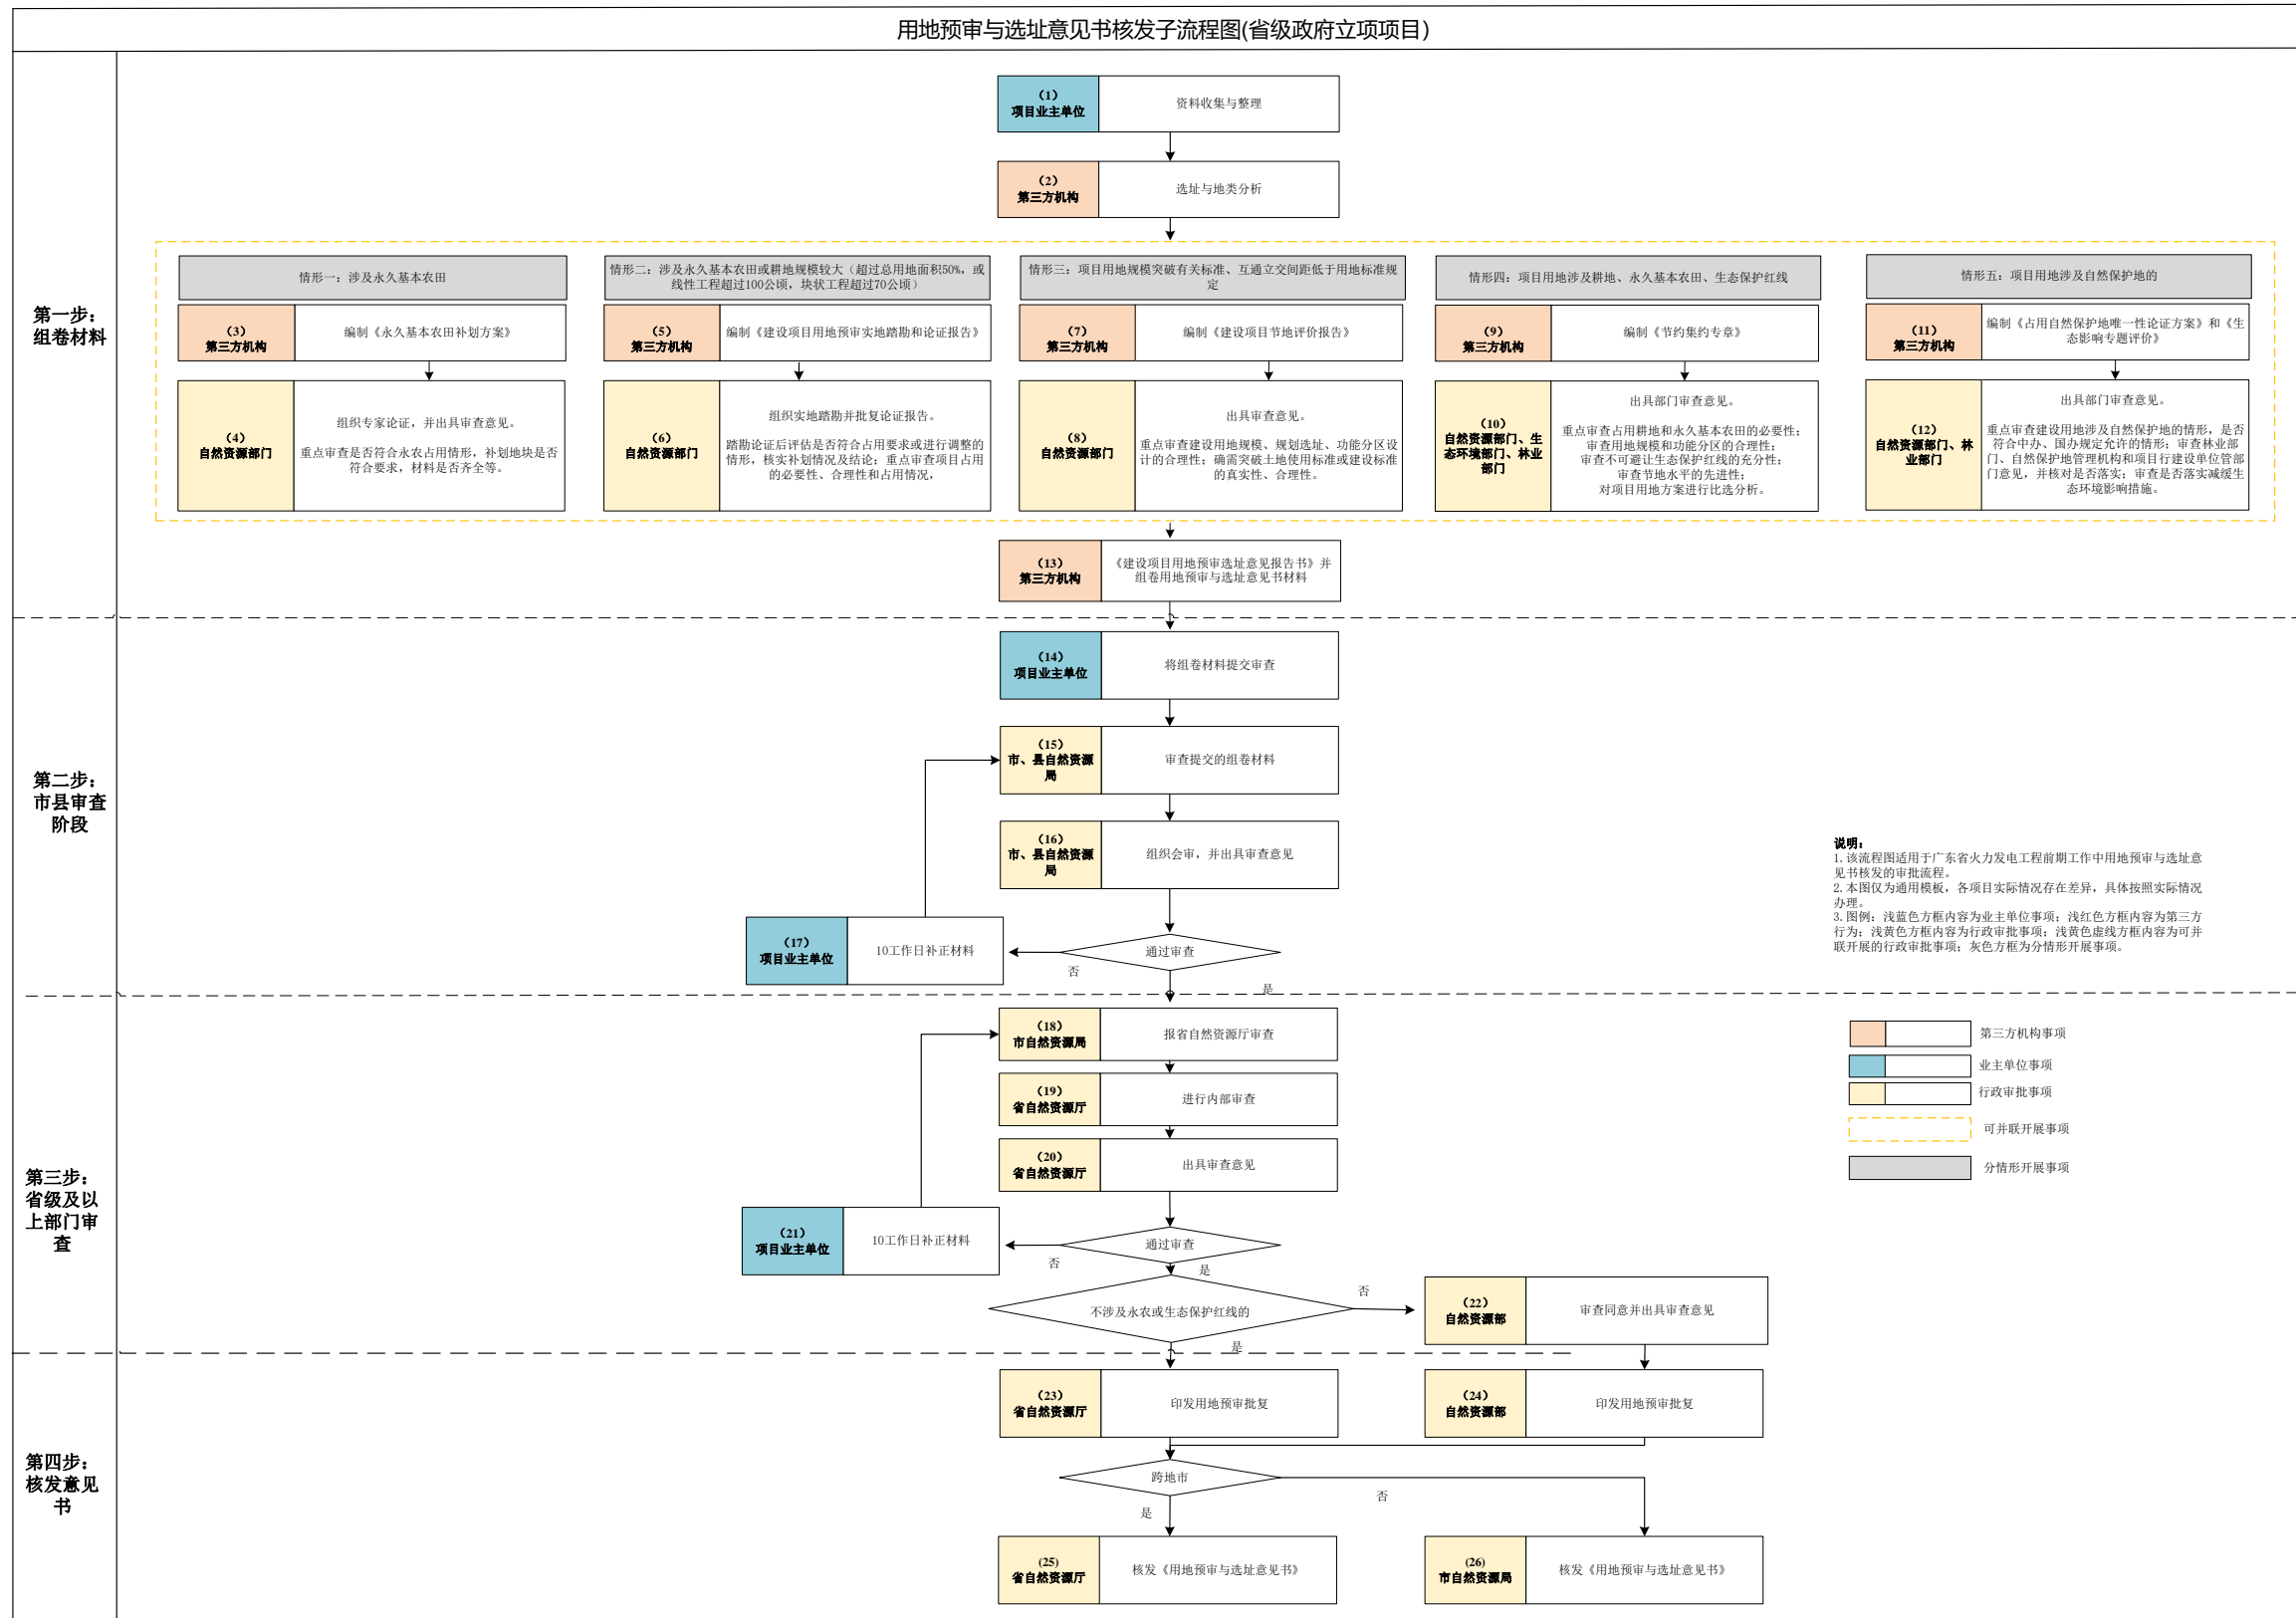 用地预审与选址意见书核发子流程图(省级政府立项项目)
第一步：
组卷材料
（1）
项目业主单位
资料收集与整理
（2）
第三方机构
选址与地类分析
情形一：涉及永久基本农田
（3）
第三方机构
编制《永久基本农田补划方案》
（4）
自然资源部门
组织专家论证，并出具审查意见。
重点审查是否符合永农占用情形，补划地块是否
符合要求，材料是否齐全等。
情形二：涉及永久基本农田或耕地规模较大（超过总用地面积50%，或
线性工程超过100公顷，块状工程超过70公顷）
（5）
第三方机构
编制《建设项目用地预审实地踏勘和论证报告》
（6）
自然资源部门
组织实地踏勘并批复论证报告。
踏勘论证后评估是否符合占用要求或进行调整的
情形，核实补划情况及结论；重点审查项目占用
的必要性、合理性和占用情况，
情形三：项目用地规模突破有关标准、互通立交间距低于用地标准规
定
（7）
第三方机构
编制《建设项目节地评价报告》
（8）
自然资源部门
出具审查意见。
重点审查建设用地规模、规划选址、功能分区设
计的合理性；确需突破土地使用标准或建设标准
的真实性、合理性。
情形四：项目用地涉及耕地、永久基本农田、生态保护红线
（9）
第三方机构
编制《节约集约专章》
（10）
自然资源部门、生
态环境部门、林业
部门
出具部门审查意见。
重点审查占用耕地和永久基本农田的必要性；
审查用地规模和功能分区的合理性；
审查不可避让生态保护红线的充分性；
审查节地水平的先进性；
对项目用地方案进行比选分析。
情形五：项目用地涉及自然保护地的
（11）
第三方机构
编制《占用自然保护地唯一性论证方案》和《生
态影响专题评价》
（12）
自然资源部门、林
业部门
出具部门审查意见。
重点审查建设用地涉及自然保护地的情形，是否
符合中办、国办规定允许的情形；审查林业部
门、自然保护地管理机构和项目行建设单位管部
门意见，并核对是否落实；审查是否落实减缓生
态环境影响措施。
（13）
第三方机构
《建设项目用地预审选址意见报告书》并
组卷用地预审与选址意见书材料
第二步：
市县审查
阶段
（14）
项目业主单位
将组卷材料提交审查
（15）
市、县自然资源
局
审查提交的组卷材料
（16）
市、县自然资源
局
组织会审，并出具审查意见
（17）
项目业主单位
10工作日补正材料
通过审查
否
是
说明：
1.该流程图适用于广东省火力发电工程前期工作中用地预审与选址意
见书核发的审批流程。
2.本图仅为通用模板，各项目实际情况存在差异，具体按照实际情况
办理。
3.图例：浅蓝色方框内容为业主单位事项；浅红色方框内容为第三方
行为；浅黄色方框内容为行政审批事项；浅黄色虚线方框内容为可并
联开展的行政审批事项；灰色方框为分情形开展事项。
第三方机构事项
业主单位事项
行政审批事项
可并联开展事项
分情形开展事项
第三步：
省级及以
上部门审
查
（18）
市自然资源局
报省自然资源厅审查
（19）
省自然资源厅
进行内部审查
（20）
省自然资源厅
出具审查意见
（21）
项目业主单位
10工作日补正材料
通过审查
否
是
不涉及永农或生态保护红线的
否
是
（22）
自然资源部
审查同意并出具审查意见
第四步：
核发意见
书
（23）
省自然资源厅
印发用地预审批复
（24）
自然资源部
印发用地预审批复
跨地市
是
否
(25)
省自然资源厅
核发《用地预审与选址意见书》
(26)
市自然资源局
核发《用地预审与选址意见书》